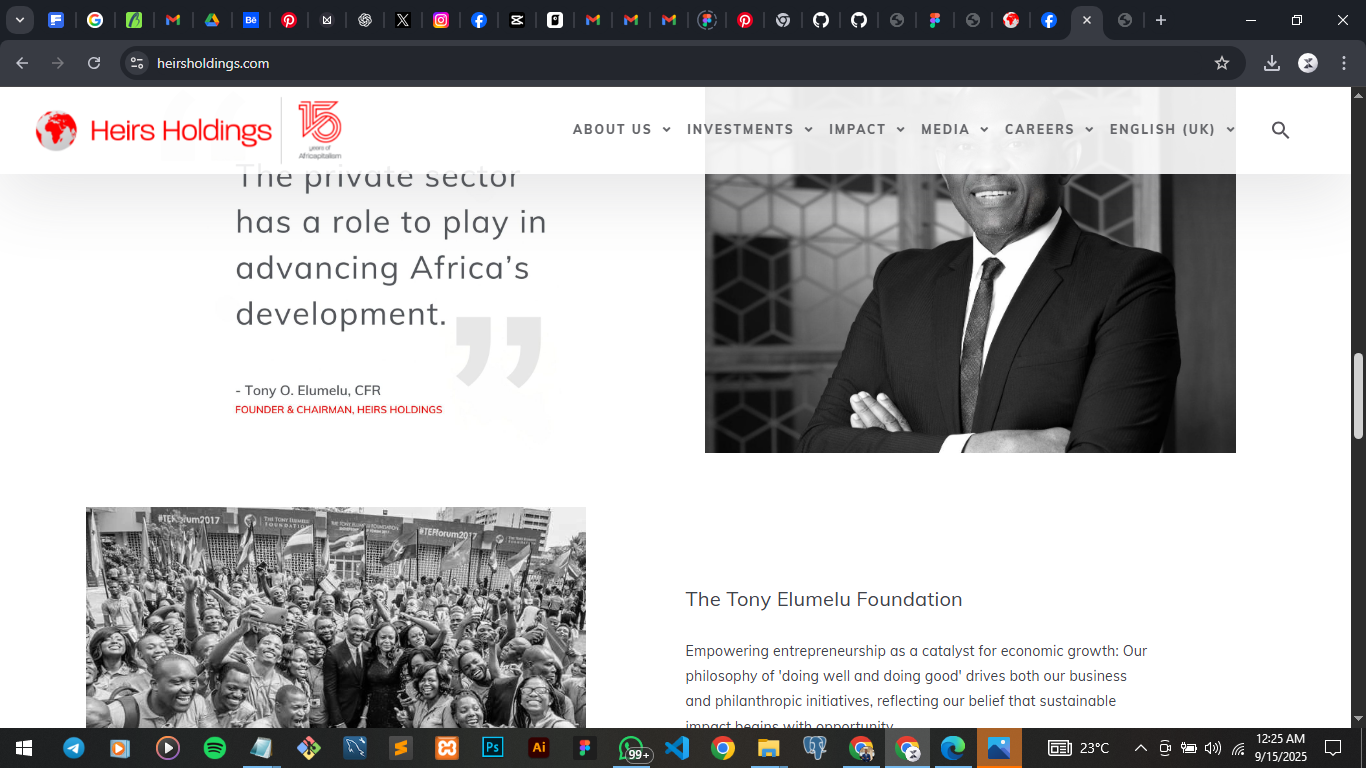 heirsholdings.com
Heirs Holdings
15
years of
Africapitalism
ABOUT US
INVESTMENTS
IMPACT
MEDIA
CAREERS
ENGLISH (UK)
The private sector
has a role to play in
advancing Africa’s
development.
”
- Tony O. Elumelu, CFR
FOUNDER & CHAIRMAN, HEIRS HOLDINGS
#TEFforum2017
THE TONY ELUMELU
FOUNDATION
THE TONY ELUMELU FOUNDATION
#TEFforum2017
The Tony Elumelu Foundation
Empowering entrepreneurship as a catalyst for economic growth: Our
philosophy of 'doing well and doing good' drives both our business
and philanthropic initiatives, reflecting our belief that sustainable
impact begins with opportunity.
99+
23°C
12:25 AM
9/15/2025